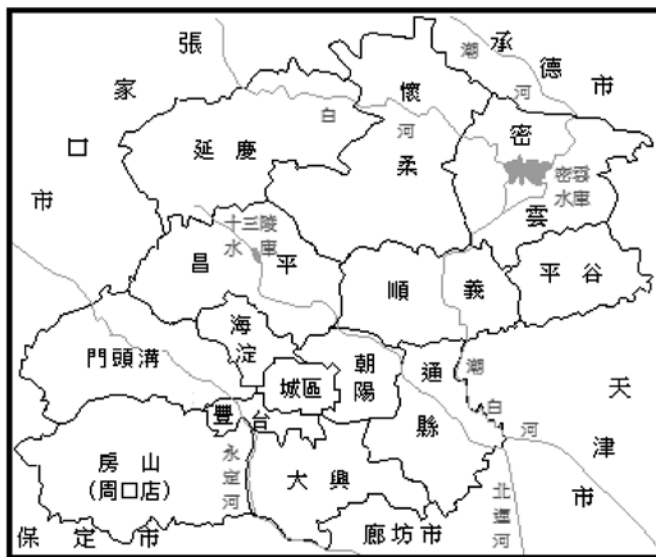 張家口市
承德市
潮河
懷柔
白河
延慶
密雲
密雲水庫
十三陵水庫
昌平
順義
平谷
海淀
門頭溝
城區
朝陽
通縣
潮白河
天津市
豐台
房山
(周口店)
永定河
大興
北運河
廊坊市
保定市